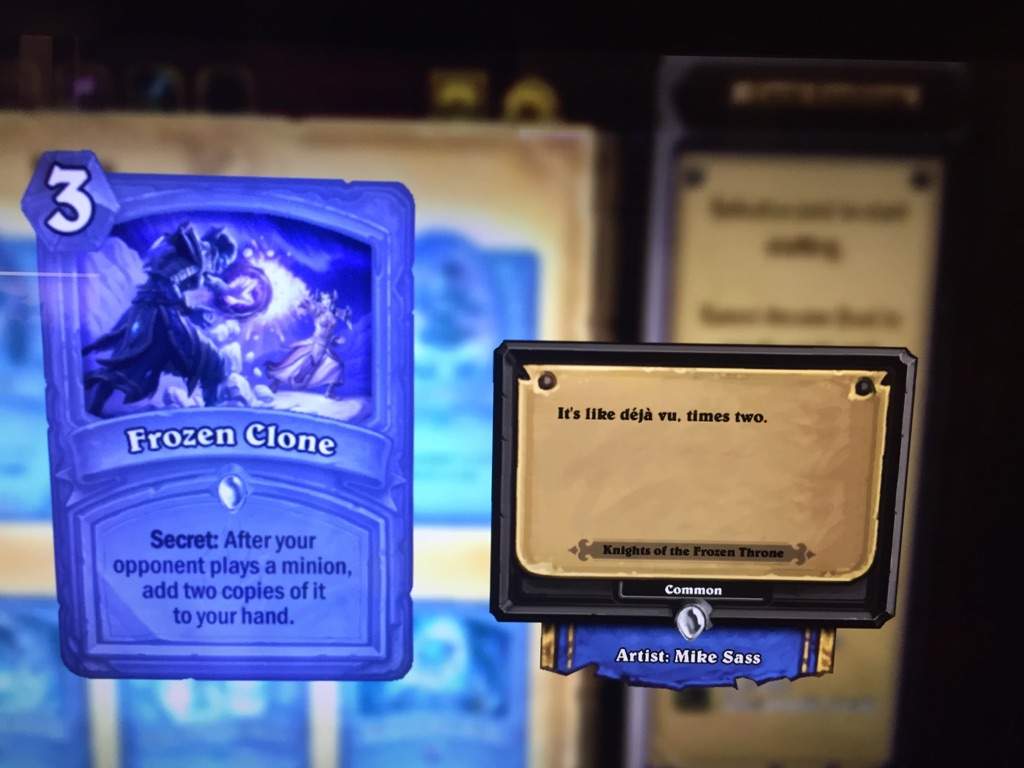 3
Frozen Clone
Secret: After your
opponent plays a minion,
add two copies of it
to your hand.
It's like déjà vu, times two.
Knights of the Frozen Throne
Common
Artist: Mike Sass